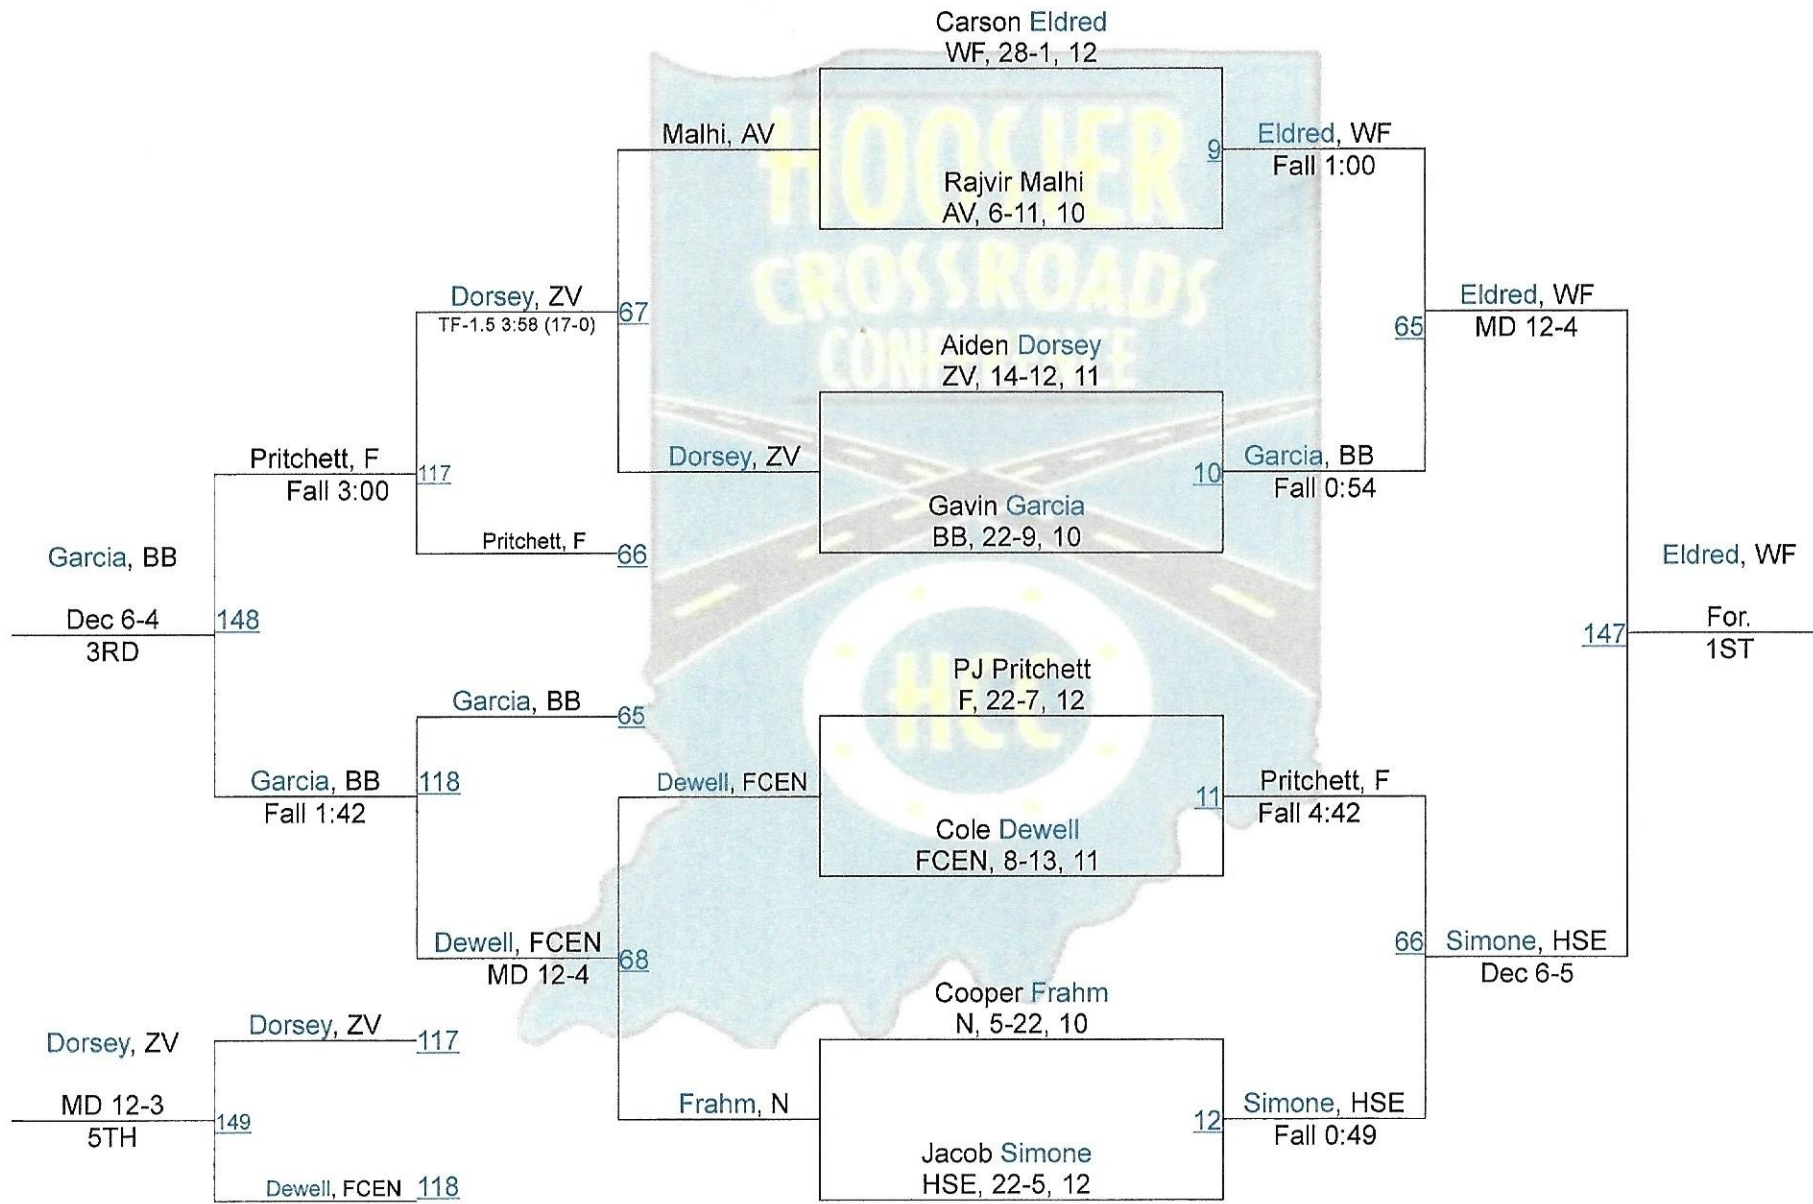 Carson Eldred
WF, 28-1, 12
HOOSIER
CROSSROADS
CONFERENCE
HCC
Malhi, AV
9
Eldred, WF
Fall 1:00
Rajvir Malhi
AV, 6-11, 10
Dorsey, ZV
TF-1.5 3:58 (17-0)
67
Eldred, WF
MD 12-4
65
Aiden Dorsey
ZV, 14-12, 11
Pritchett, F
Fall 3:00
117
Dorsey, ZV
10
Garcia, BB
Fall 0:54
Gavin Garcia
BB, 22-9, 10
Pritchett, F
66
Garcia, BB
Dec 6-4
3RD
148
Eldred, WF
For.
1ST
147
PJ Pritchett
F, 22-7, 12
Garcia, BB
65
Garcia, BB
Fall 1:42
118
Dewell, FCEN
11
Pritchett, F
Fall 4:42
Cole Dewell
FCEN, 8-13, 11
Dewell, FCEN
MD 12-4
68
66
Simone, HSE
Dec 6-5
Cooper Frahm
N, 5-22, 10
Dorsey, ZV
MD 12-3
5TH
149
Dorsey, ZV
117
Frahm, N
12
Simone, HSE
Fall 0:49
Jacob Simone
HSE, 22-5, 12
Dewell, FCEN
118